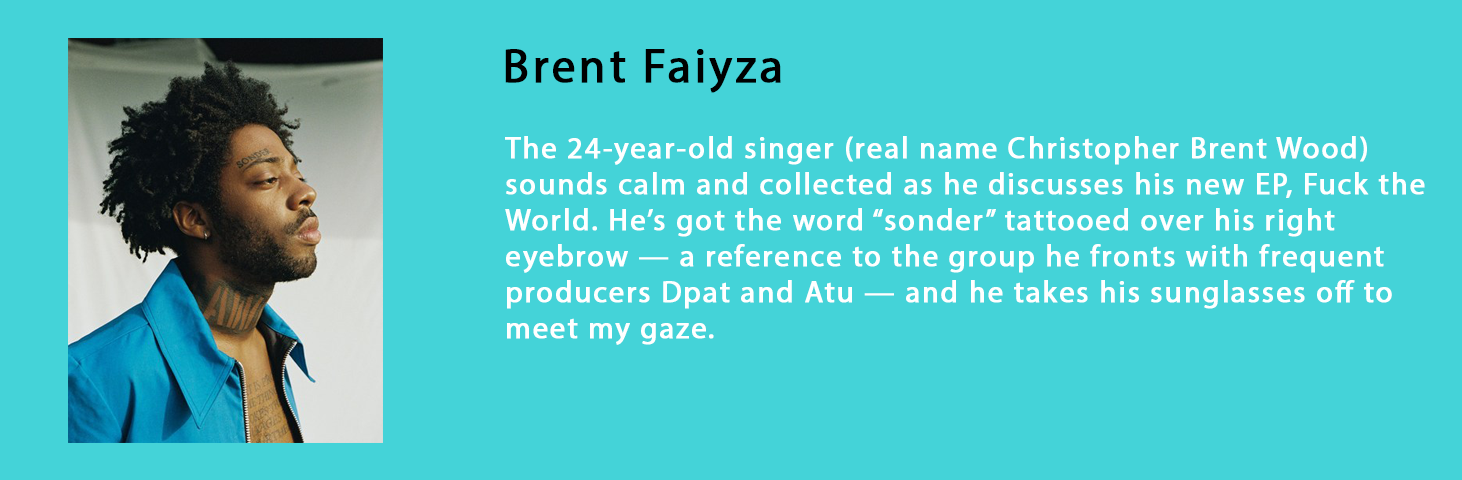 Brent Faiyza
The 24-year-old singer (real name Christopher Brent Wood)
sounds calm and collected as he discusses his new EP, Fuck the
World. He’s got the word “sonder” tattooed over his right
eyebrow — a reference to the group he fronts with frequent
producers Dpat and Atu — and he takes his sunglasses off to
meet my gaze.
SONDER